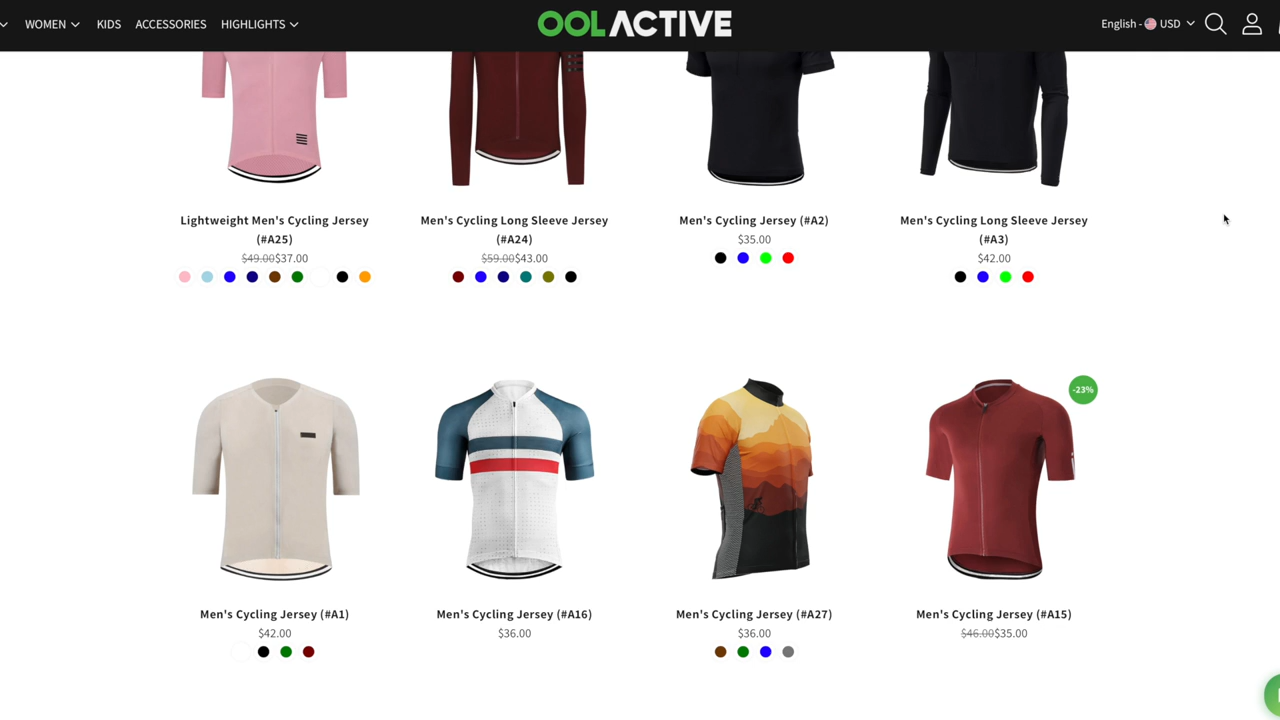 WOMEN KIDS ACCESSORIES HIGHLIGHTS OOLACTIVE English - USD
Lightweight Men's Cycling Jersey
(#A25)
$49.00$37.00
Men's Cycling Long Sleeve Jersey
(#A24)
$59.00$43.00
Men's Cycling Jersey (#A2)
$35.00
Men's Cycling Long Sleeve Jersey
(#A3)
$42.00
-23%
Men's Cycling Jersey (#A1)
$42.00
Men's Cycling Jersey (#A16)
$36.00
Men's Cycling Jersey (#A27)
$36.00
Men's Cycling Jersey (#A15)
$46.00$35.00